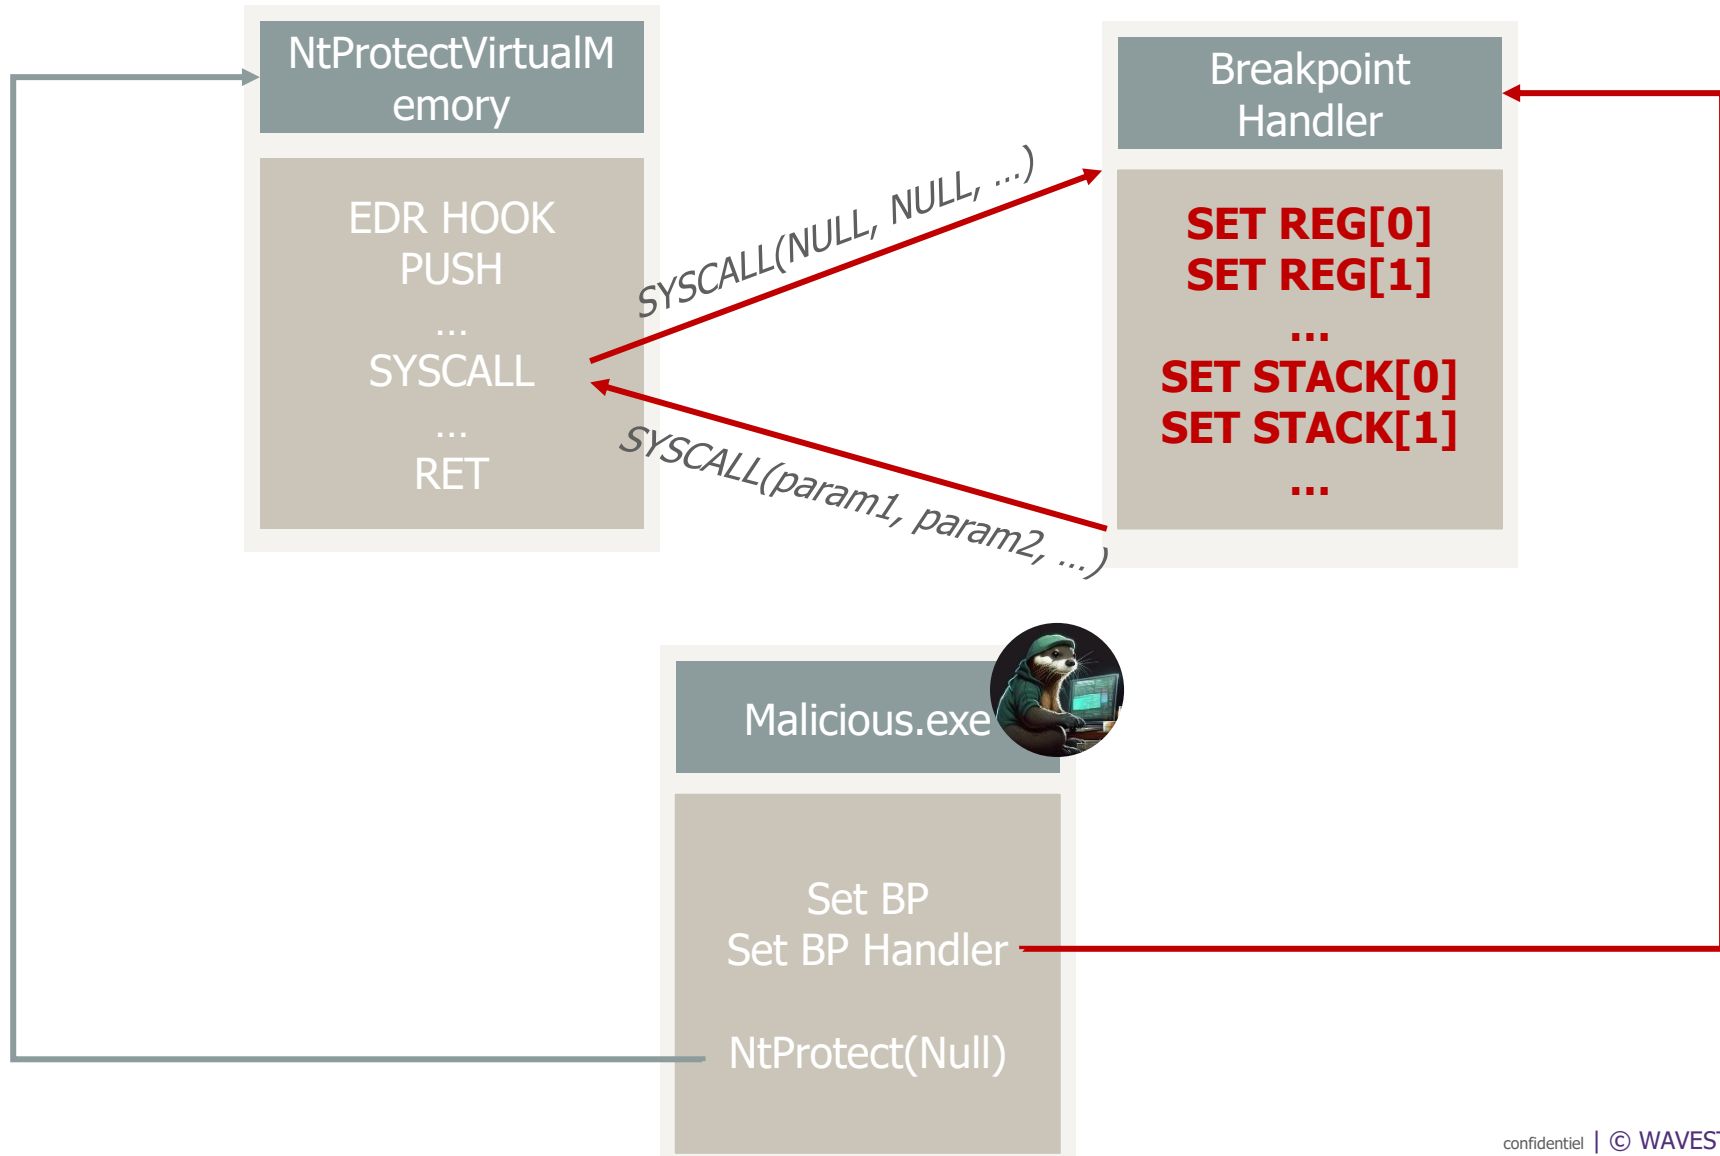 NtProtectVirtualM
emory
EDR HOOK
PUSH
...
SYSCALL
...
RET
SYSCALL(NULL, NULL, ...)
SYSCALL(param1, param2, ...)
Breakpoint
Handler
SET REG[0]
SET REG[1]
...
SET STACK[0]
SET STACK[1]
...
Malicious.exe
Set BP
Set BP Handler
NtProtect(Null)
confidentiel | © WAVEST